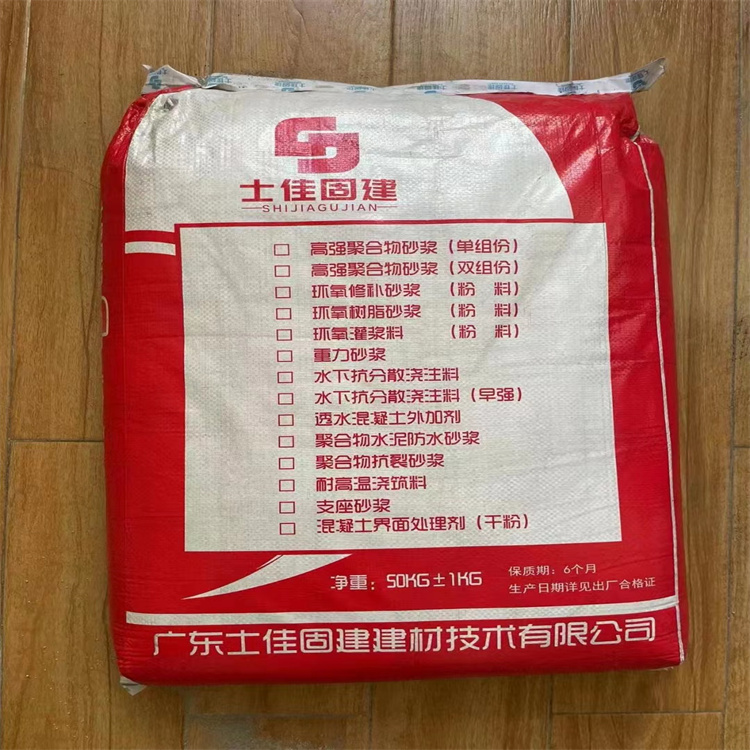 士佳固建
SHIJIAGUJIAN
□ 高强聚合物砂浆（单组份）
□ 高强聚合物砂浆（双组份）
□ 环氧修补砂浆 （粉 料）
□ 环氧树脂砂浆 （粉 料）
□ 环氧灌浆料 （粉 料）
□ 重力砂浆
□ 水下抗分散浇注料
□ 水下抗分散浇注料（早强）
□ 透水混凝土外加剂
□ 聚合物水泥防水砂浆
□ 聚合物抗裂砂浆
□ 耐高温浇筑料
□ 支座砂浆
□ 混凝土界面处理剂（干粉）
净重：50KG±1KG
保质期：6个月
生产日期详见出厂合格证
广东士佳固建建材技术有限公司